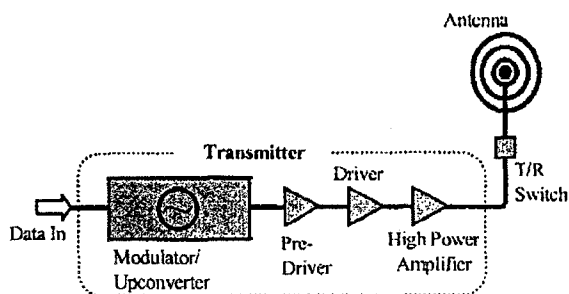 Antenna
Transmitter
T/R
Switch
Driver
Data In
Modulator/
Upconverter
Pre-
Driver
High Power
Amplifier